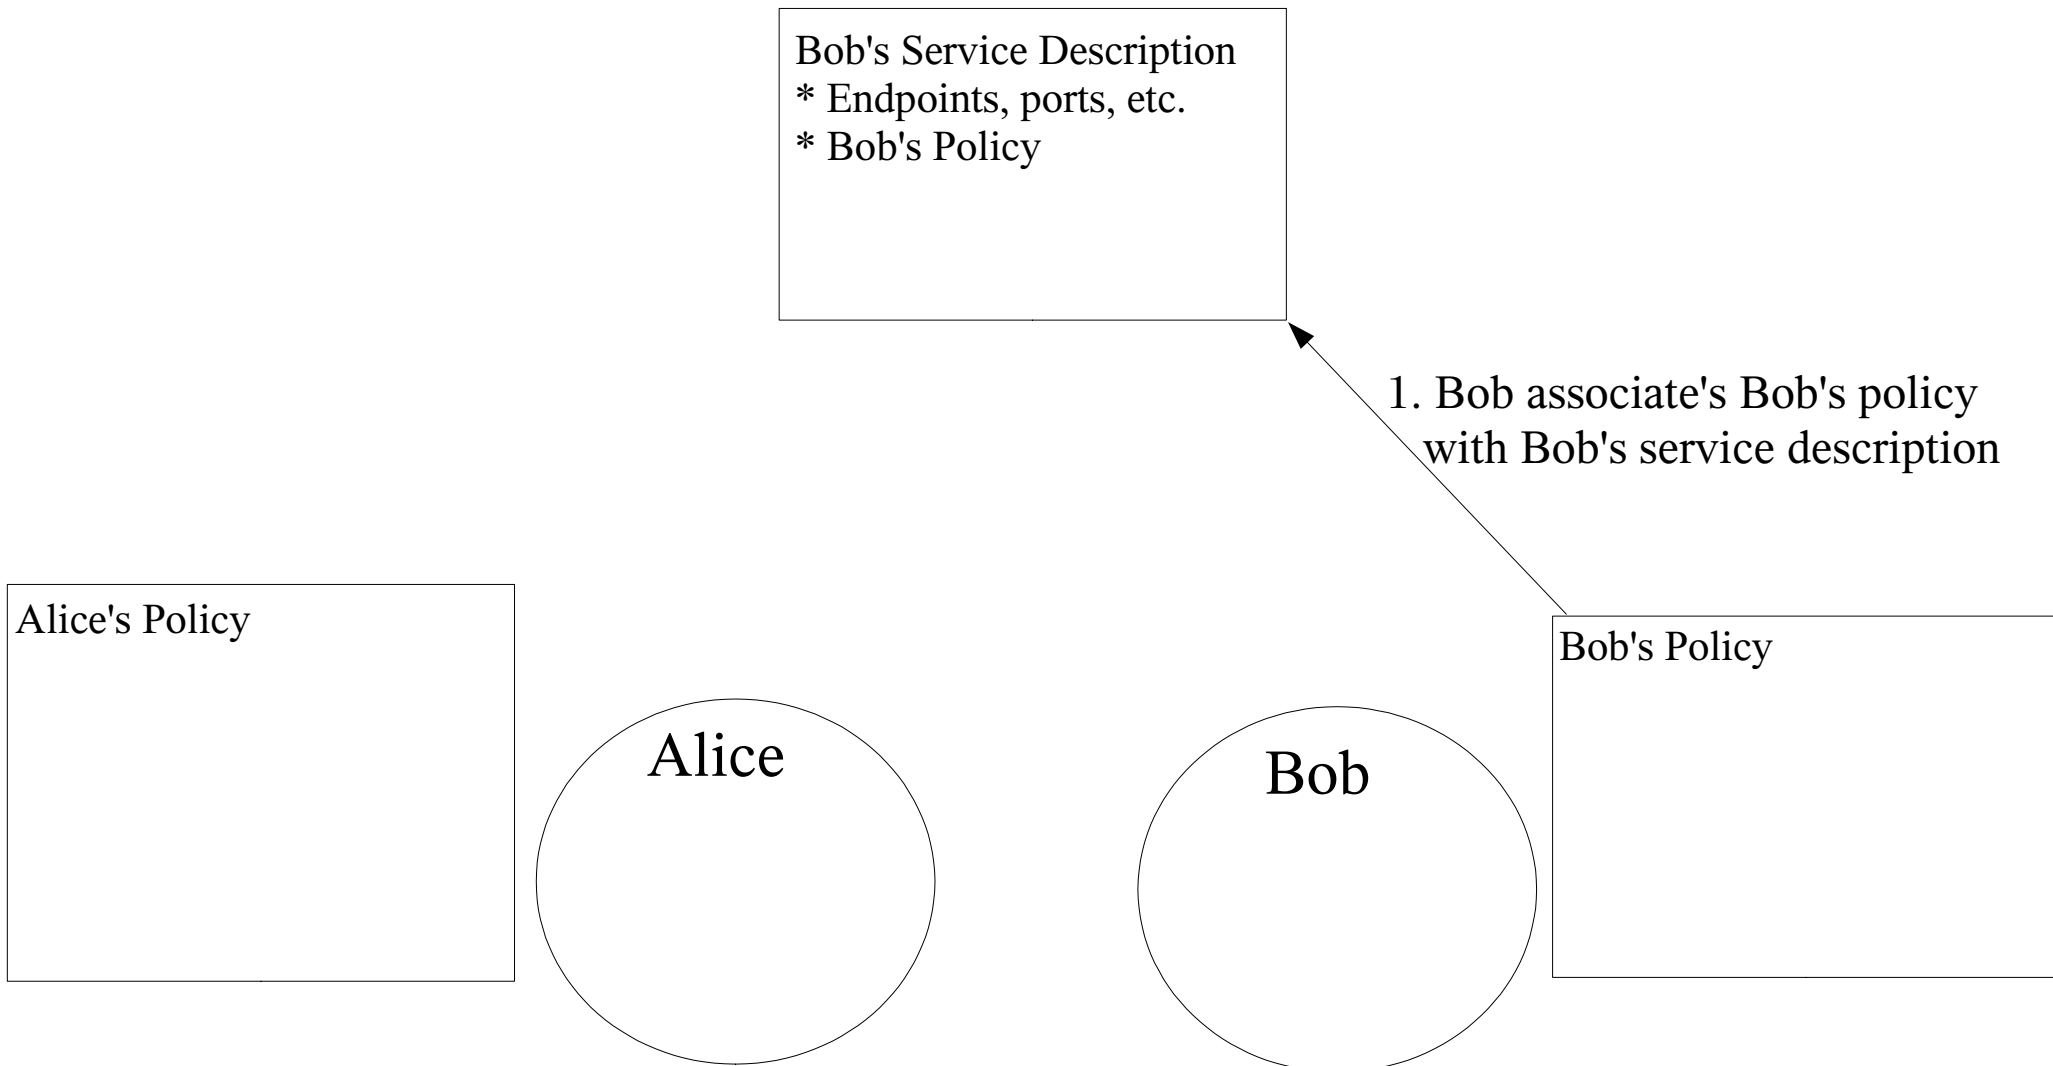 Bob's Service Description
* Endpoints, ports, etc.
* Bob's Policy
1. Bob associate's Bob's policy
with Bob's service description
Alice's Policy
Bob's Policy
Alice
Bob